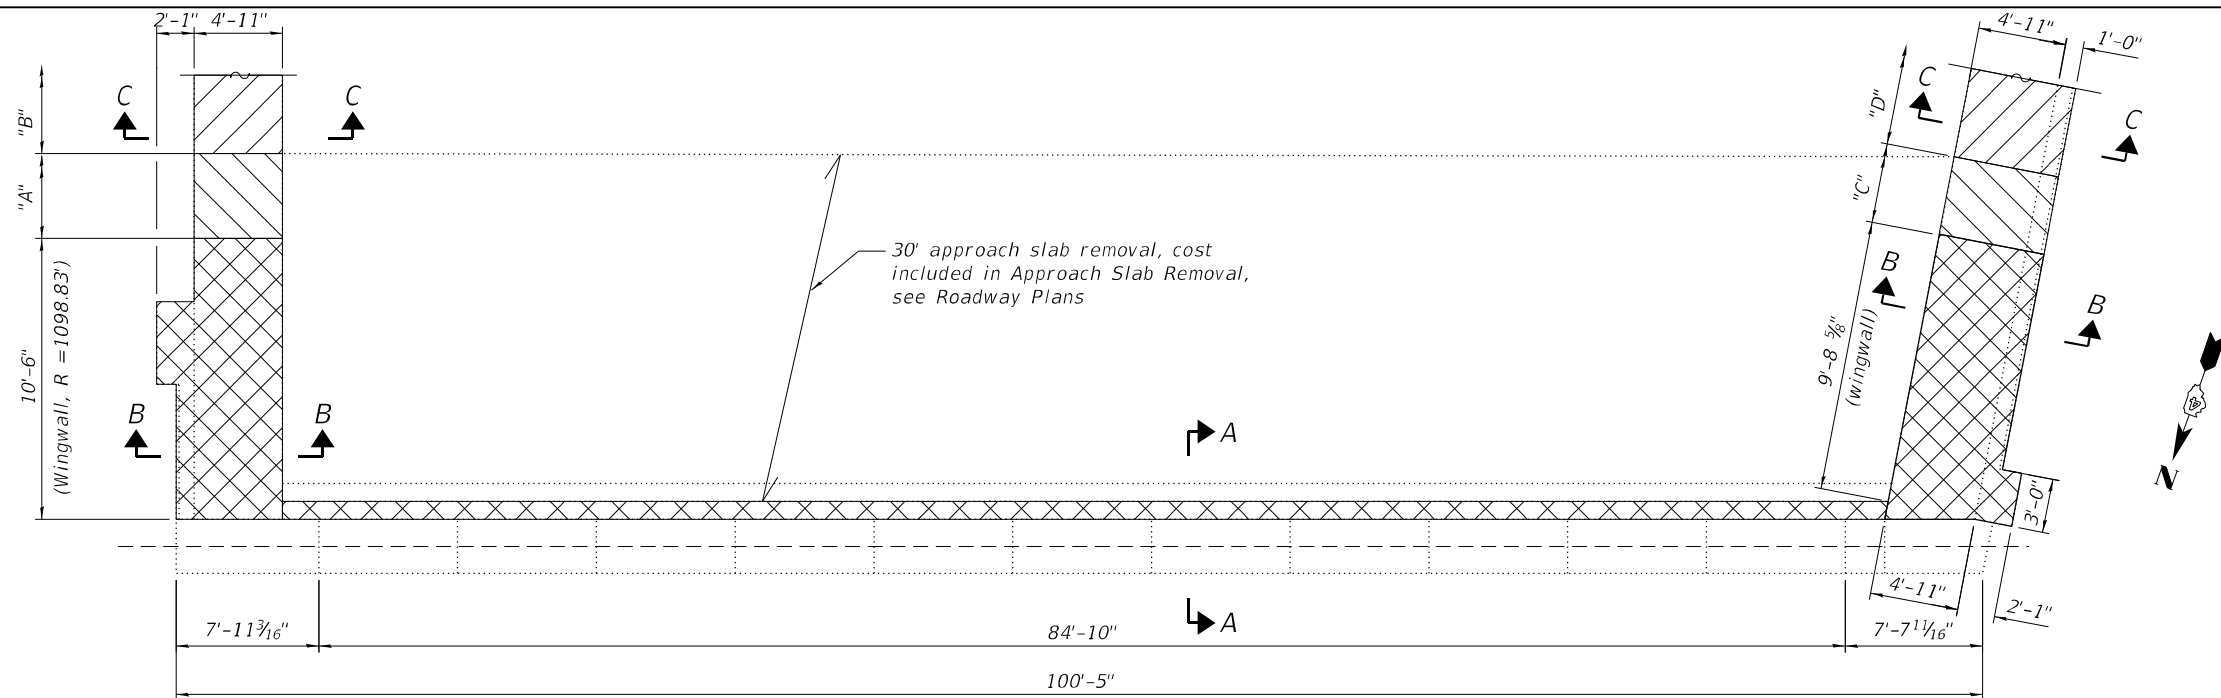 2'-1"
4'-11"
4'-11"
1'-0"
C
C
C
C
"B"
"D"
"A"
"C"
30' approach slab removal, cost
included in Approach Slab Removal,
see Roadway Plans
B
B
10'-6"
(Wingwall, R =1098.83')
9'-8 5/8"
(wingwall)
B
B
A
4
N
3'-0"
4'-11"
2'-1"
A
7'-11 3/16"
84'-10"
7'-7 11/16"
100'-5"